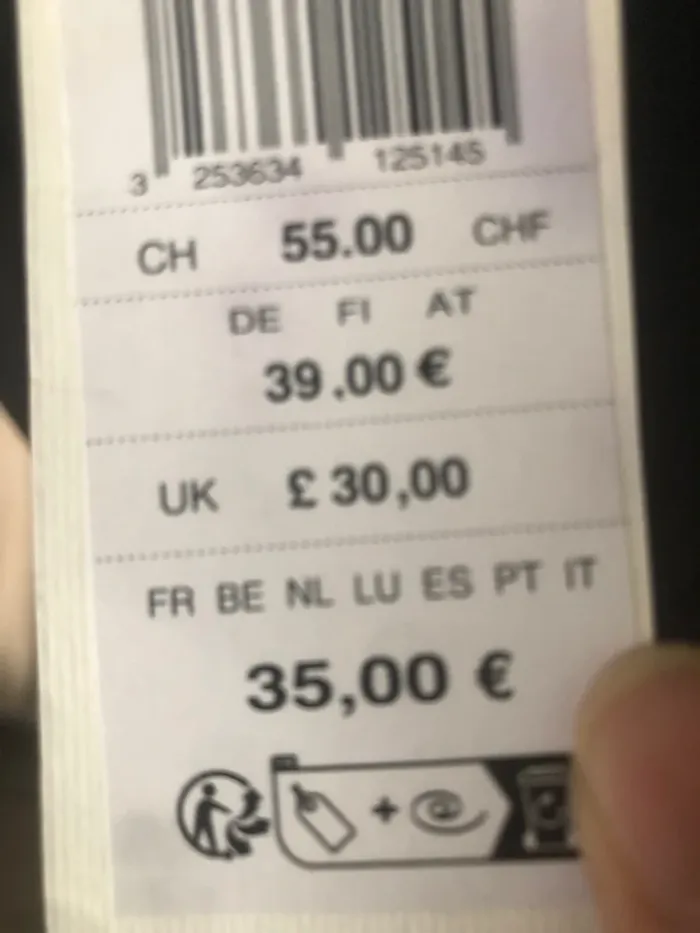 3 253634 125145
CH 55.00 CHF
DE FI AT
39.00 €
UK £ 30,00
FR BE NL LU ES PT IT
35,00 €
+